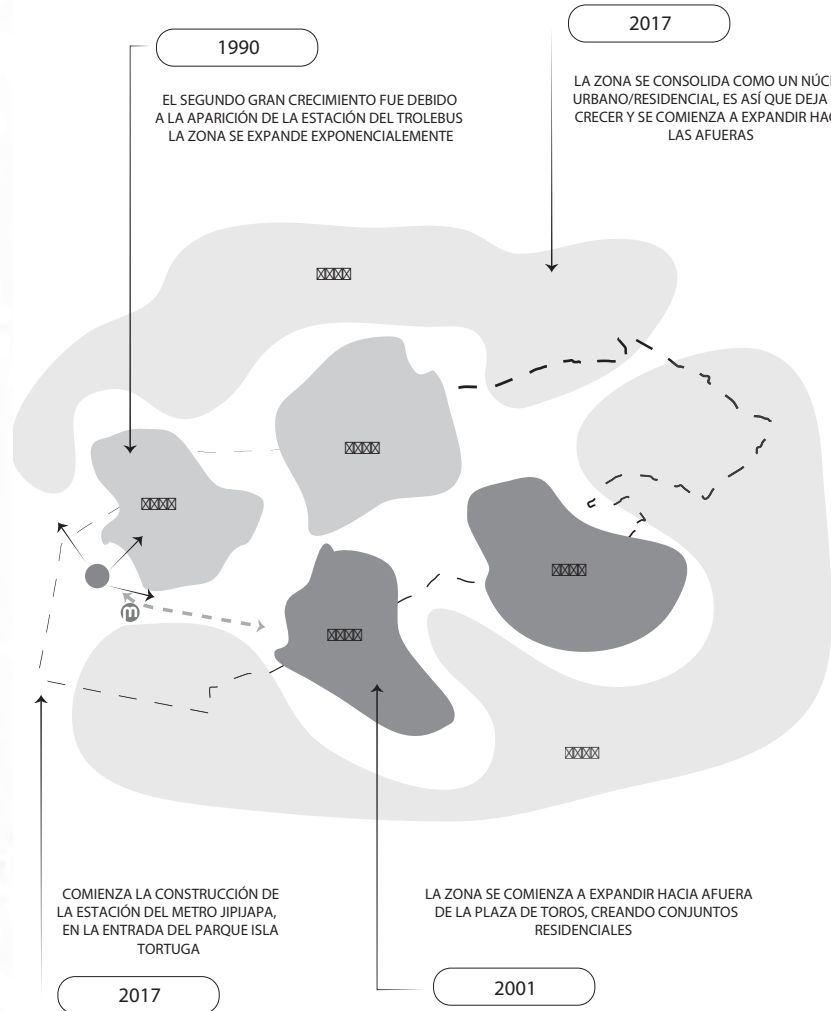 1990
EL SEGUNDO GRAN CRECIMIENTO FUE DEBIDO
A LA APARICIÓN DE LA ESTACIÓN DEL TROLEBUS
LA ZONA SE EXPANDE EXPONENCIALEMENTE
2017
LA ZONA SE CONSOLIDA COMO UN
URBANO/RESIDENCIAL, ES ASÍ QUE DEJA
CRECER Y SE COMIENZA A EXPANDIR
LAS AFUERAS
m
COMIENZA LA CONSTRUCCIÓN DE
LA ESTACIÓN DEL METRO JIPIJAPA,
EN LA ENTRADA DEL PARQUE ISLA
TORTUGA
2017
LA ZONA SE COMIENZA A EXPANDIR HACIA AFUERA
DE LA PLAZA DE TOROS, CREANDO CONJUNTOS
RESIDENCIALES
2001